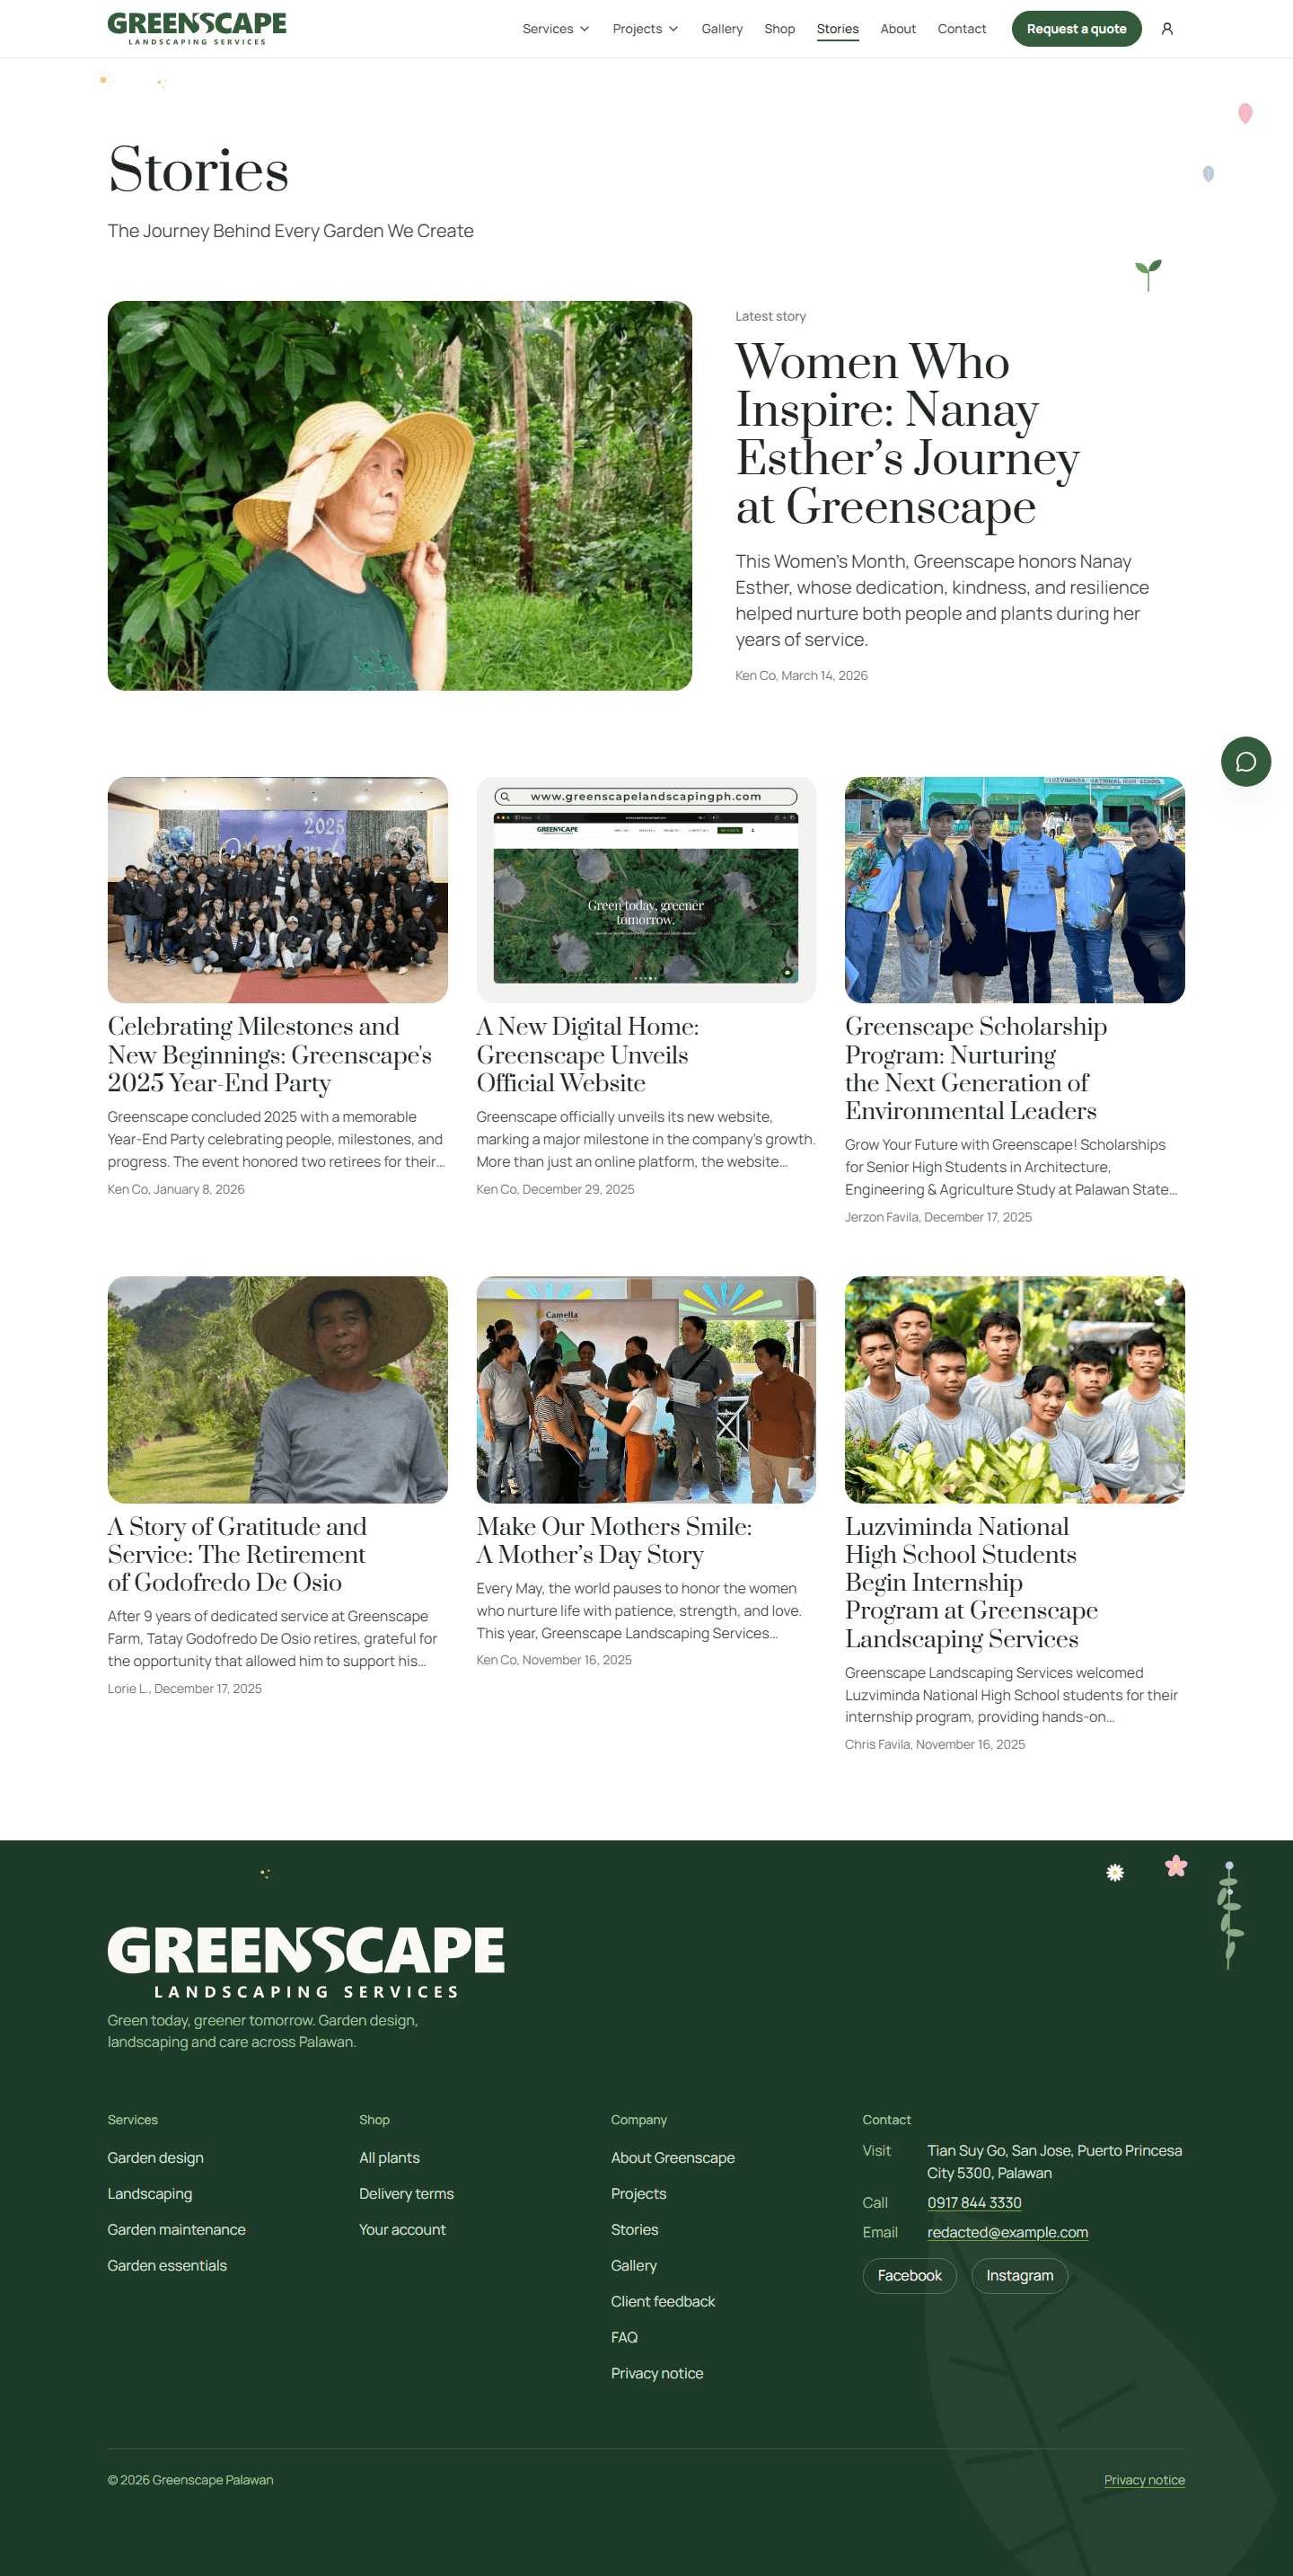 GREENSCAPE
LANDSCAPING SERVICES
Services
Projects
Gallery
Shop
Stories
About
Contact
Request a quote
Stories
The Journey Behind Every Garden We Create
Latest story
Women Who
Inspire: Nanay
Esther’s Journey
at Greenscape
This Women’s Month, Greenscape honors Nanay
Esther, whose dedication, kindness, and resilience
helped nurture both people and plants during her
years of service.
Ken Co, March 14, 2026
2025
www.greenscapelandscapingph.com
GREENSCAPE
Green today, greener
tomorrow.
LUZVIMINDA NATIONAL HIGH SCHOOL
Celebrating Milestones and
New Beginnings: Greenscape's
2025 Year-End Party
Greenscape concluded 2025 with a memorable
Year-End Party celebrating people, milestones, and
progress. The event honored two retirees for their…
Ken Co, January 8, 2026
A New Digital Home:
Greenscape Unveils
Official Website
Greenscape officially unveils its new website,
marking a major milestone in the company’s growth.
More than just an online platform, the website…
Ken Co, December 29, 2025
Greenscape Scholarship
Program: Nurturing
the Next Generation of
Environmental Leaders
Grow Your Future with Greenscape! Scholarships
for Senior High Students in Architecture,
Engineering & Agriculture Study at Palawan State…
Jerzon Favila, December 17, 2025
Camella
PALAWAN
A Story of Gratitude and
Service: The Retirement
of Godofredo De Osio
After 9 years of dedicated service at Greenscape
Farm, Tatay Godofredo De Osio retires, grateful for
the opportunity that allowed him to support his…
Lorie L., December 17, 2025
Make Our Mothers Smile:
A Mother’s Day Story
Every May, the world pauses to honor the women
who nurture life with patience, strength, and love.
This year, Greenscape Landscaping Services…
Ken Co, November 16, 2025
Luzviminda National
High School Students
Begin Internship
Program at Greenscape
Landscaping Services
Greenscape Landscaping Services welcomed
Luzviminda National High School students for their
internship program, providing hands-on…
Chris Favila, November 16, 2025
GREENSCAPE
LANDSCAPING SERVICES
Green today, greener tomorrow. Garden design,
landscaping and care across Palawan.
Services
Garden design
Landscaping
Garden maintenance
Garden essentials
Shop
All plants
Delivery terms
Your account
Company
About Greenscape
Projects
Stories
Gallery
Client feedback
FAQ
Privacy notice
Contact
Visit
Tian Suy Go, San Jose, Puerto Princesa
City 5300, Palawan
Call
0917 844 3330
Email
redacted@example.com
Facebook
Instagram
© 2026 Greenscape Palawan
Privacy notice